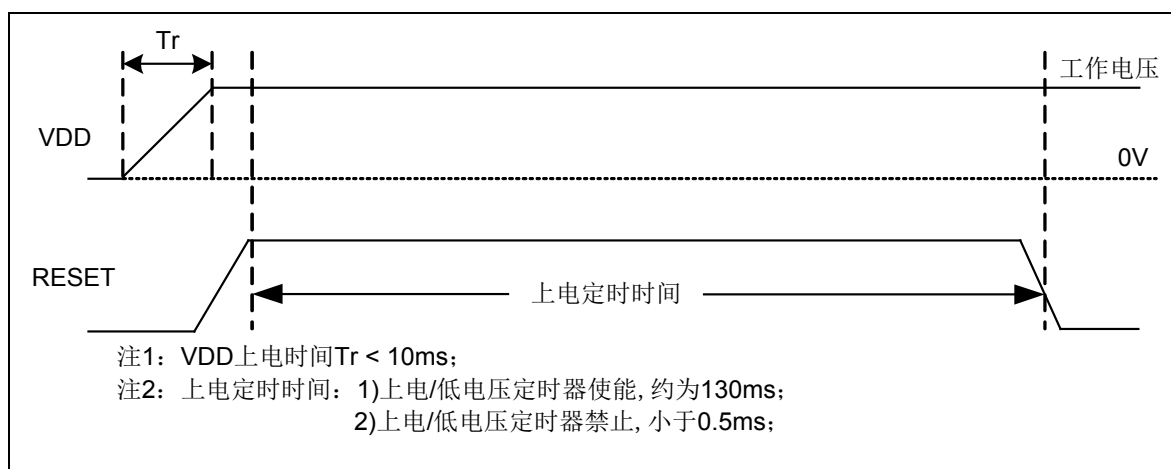 Tr
工作电压
VDD
0V
RESET
上电定时时间
注1：VDD上电时间Tr < 10ms；
注2：上电定时时间：1)上电/低电压定时器使能, 约为130ms；
2)上电/低电压定时器禁止, 小于0.5ms；